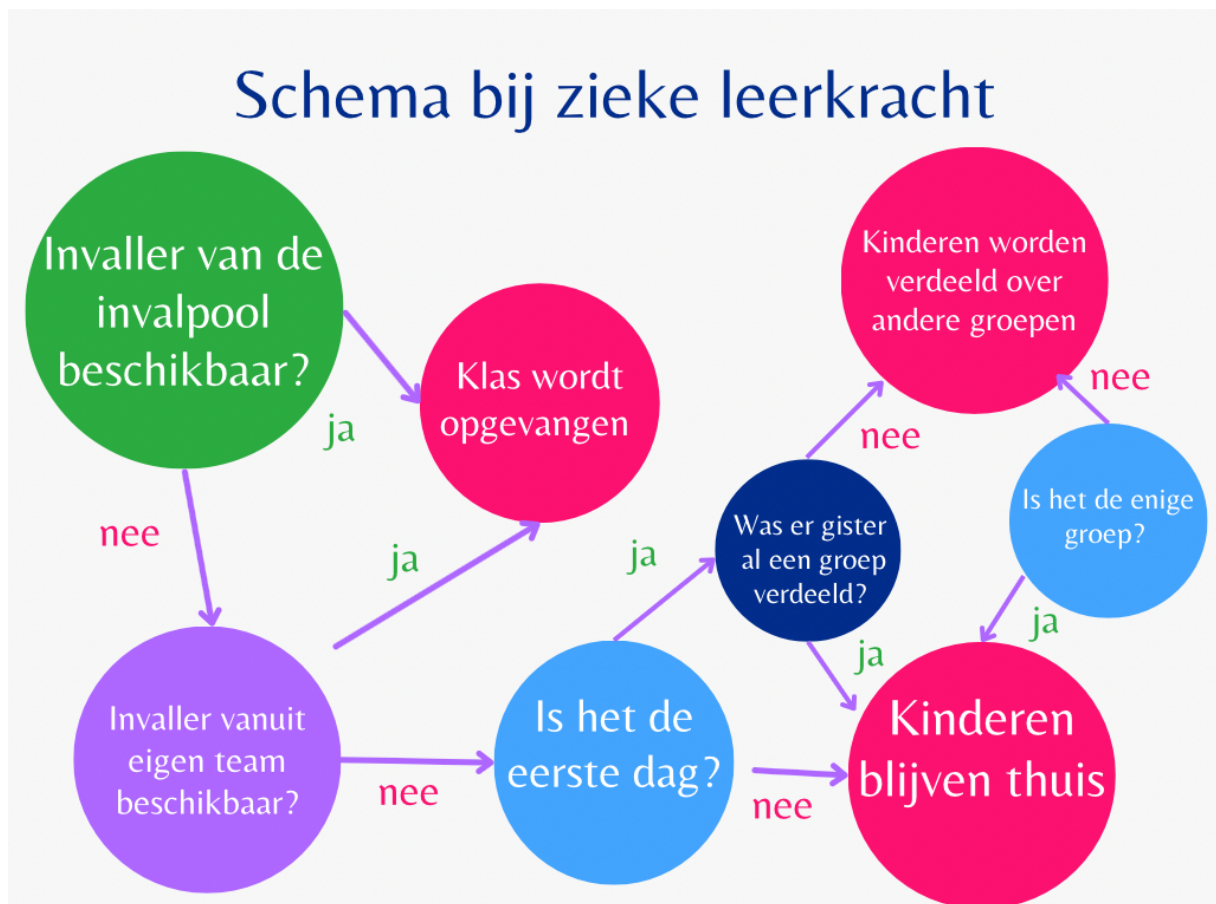 Schema bij zieke leerkracht
Invaller van de
invalpool
beschikbaar?
ja
nee
Klas wordt
opgevangen
ja
Invaller vanuit
eigen team
beschikbaar?
nee
Is het de
eerste dag?
ja
nee
Was er gister
al een groep
verdeeld?
nee
ja
Kinderen worden
verdeeld over
andere groepen
nee
Is het de enige
groep?
ja
Kinderen
blijven thuis